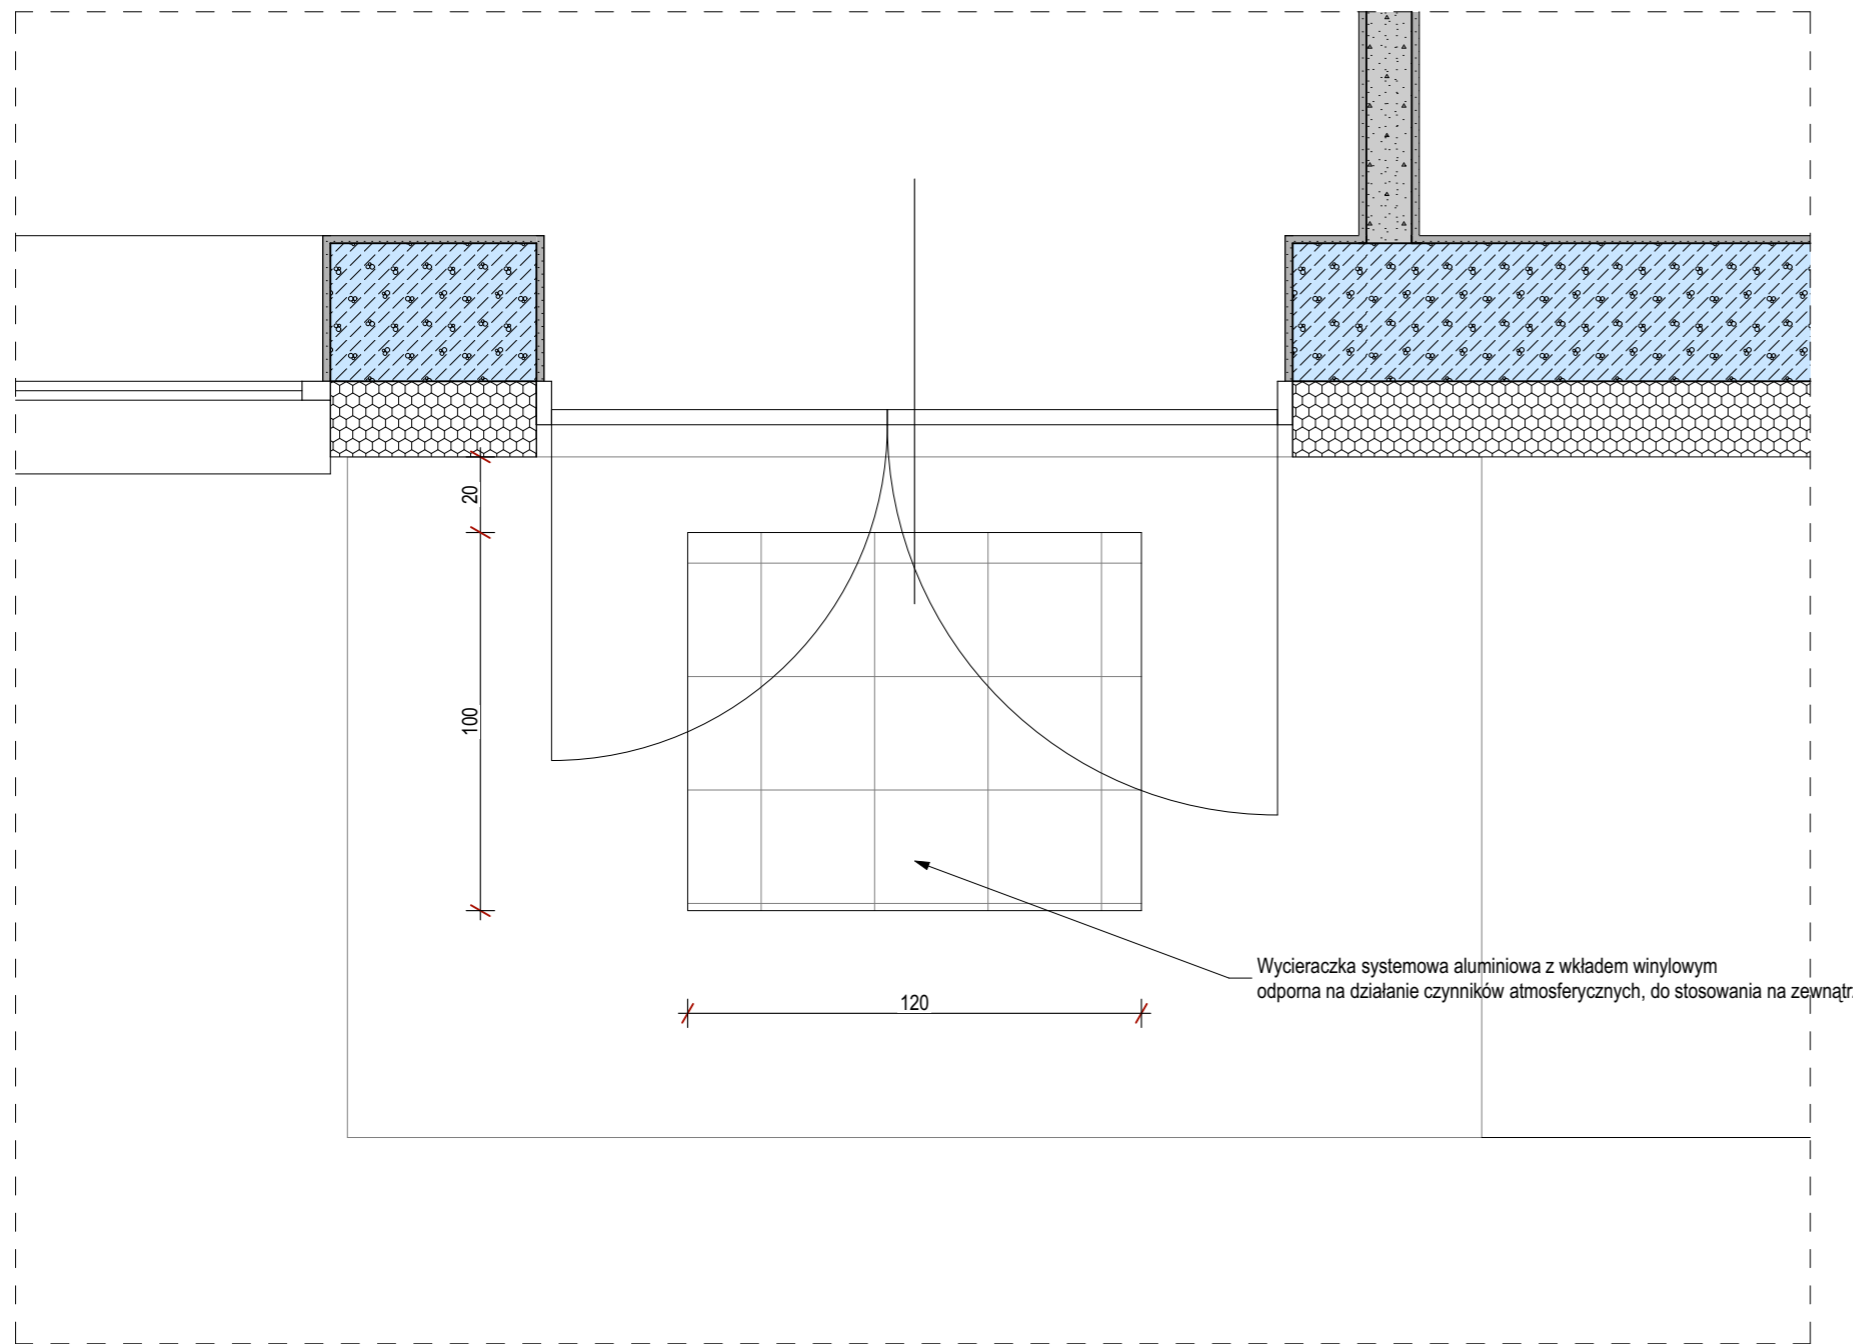 20
100
Wycieraczka systemowa aluminiowa z wkładem winylowym
odporna na działanie czynników atmosferycznych, do stosowania na zewnątrz
120